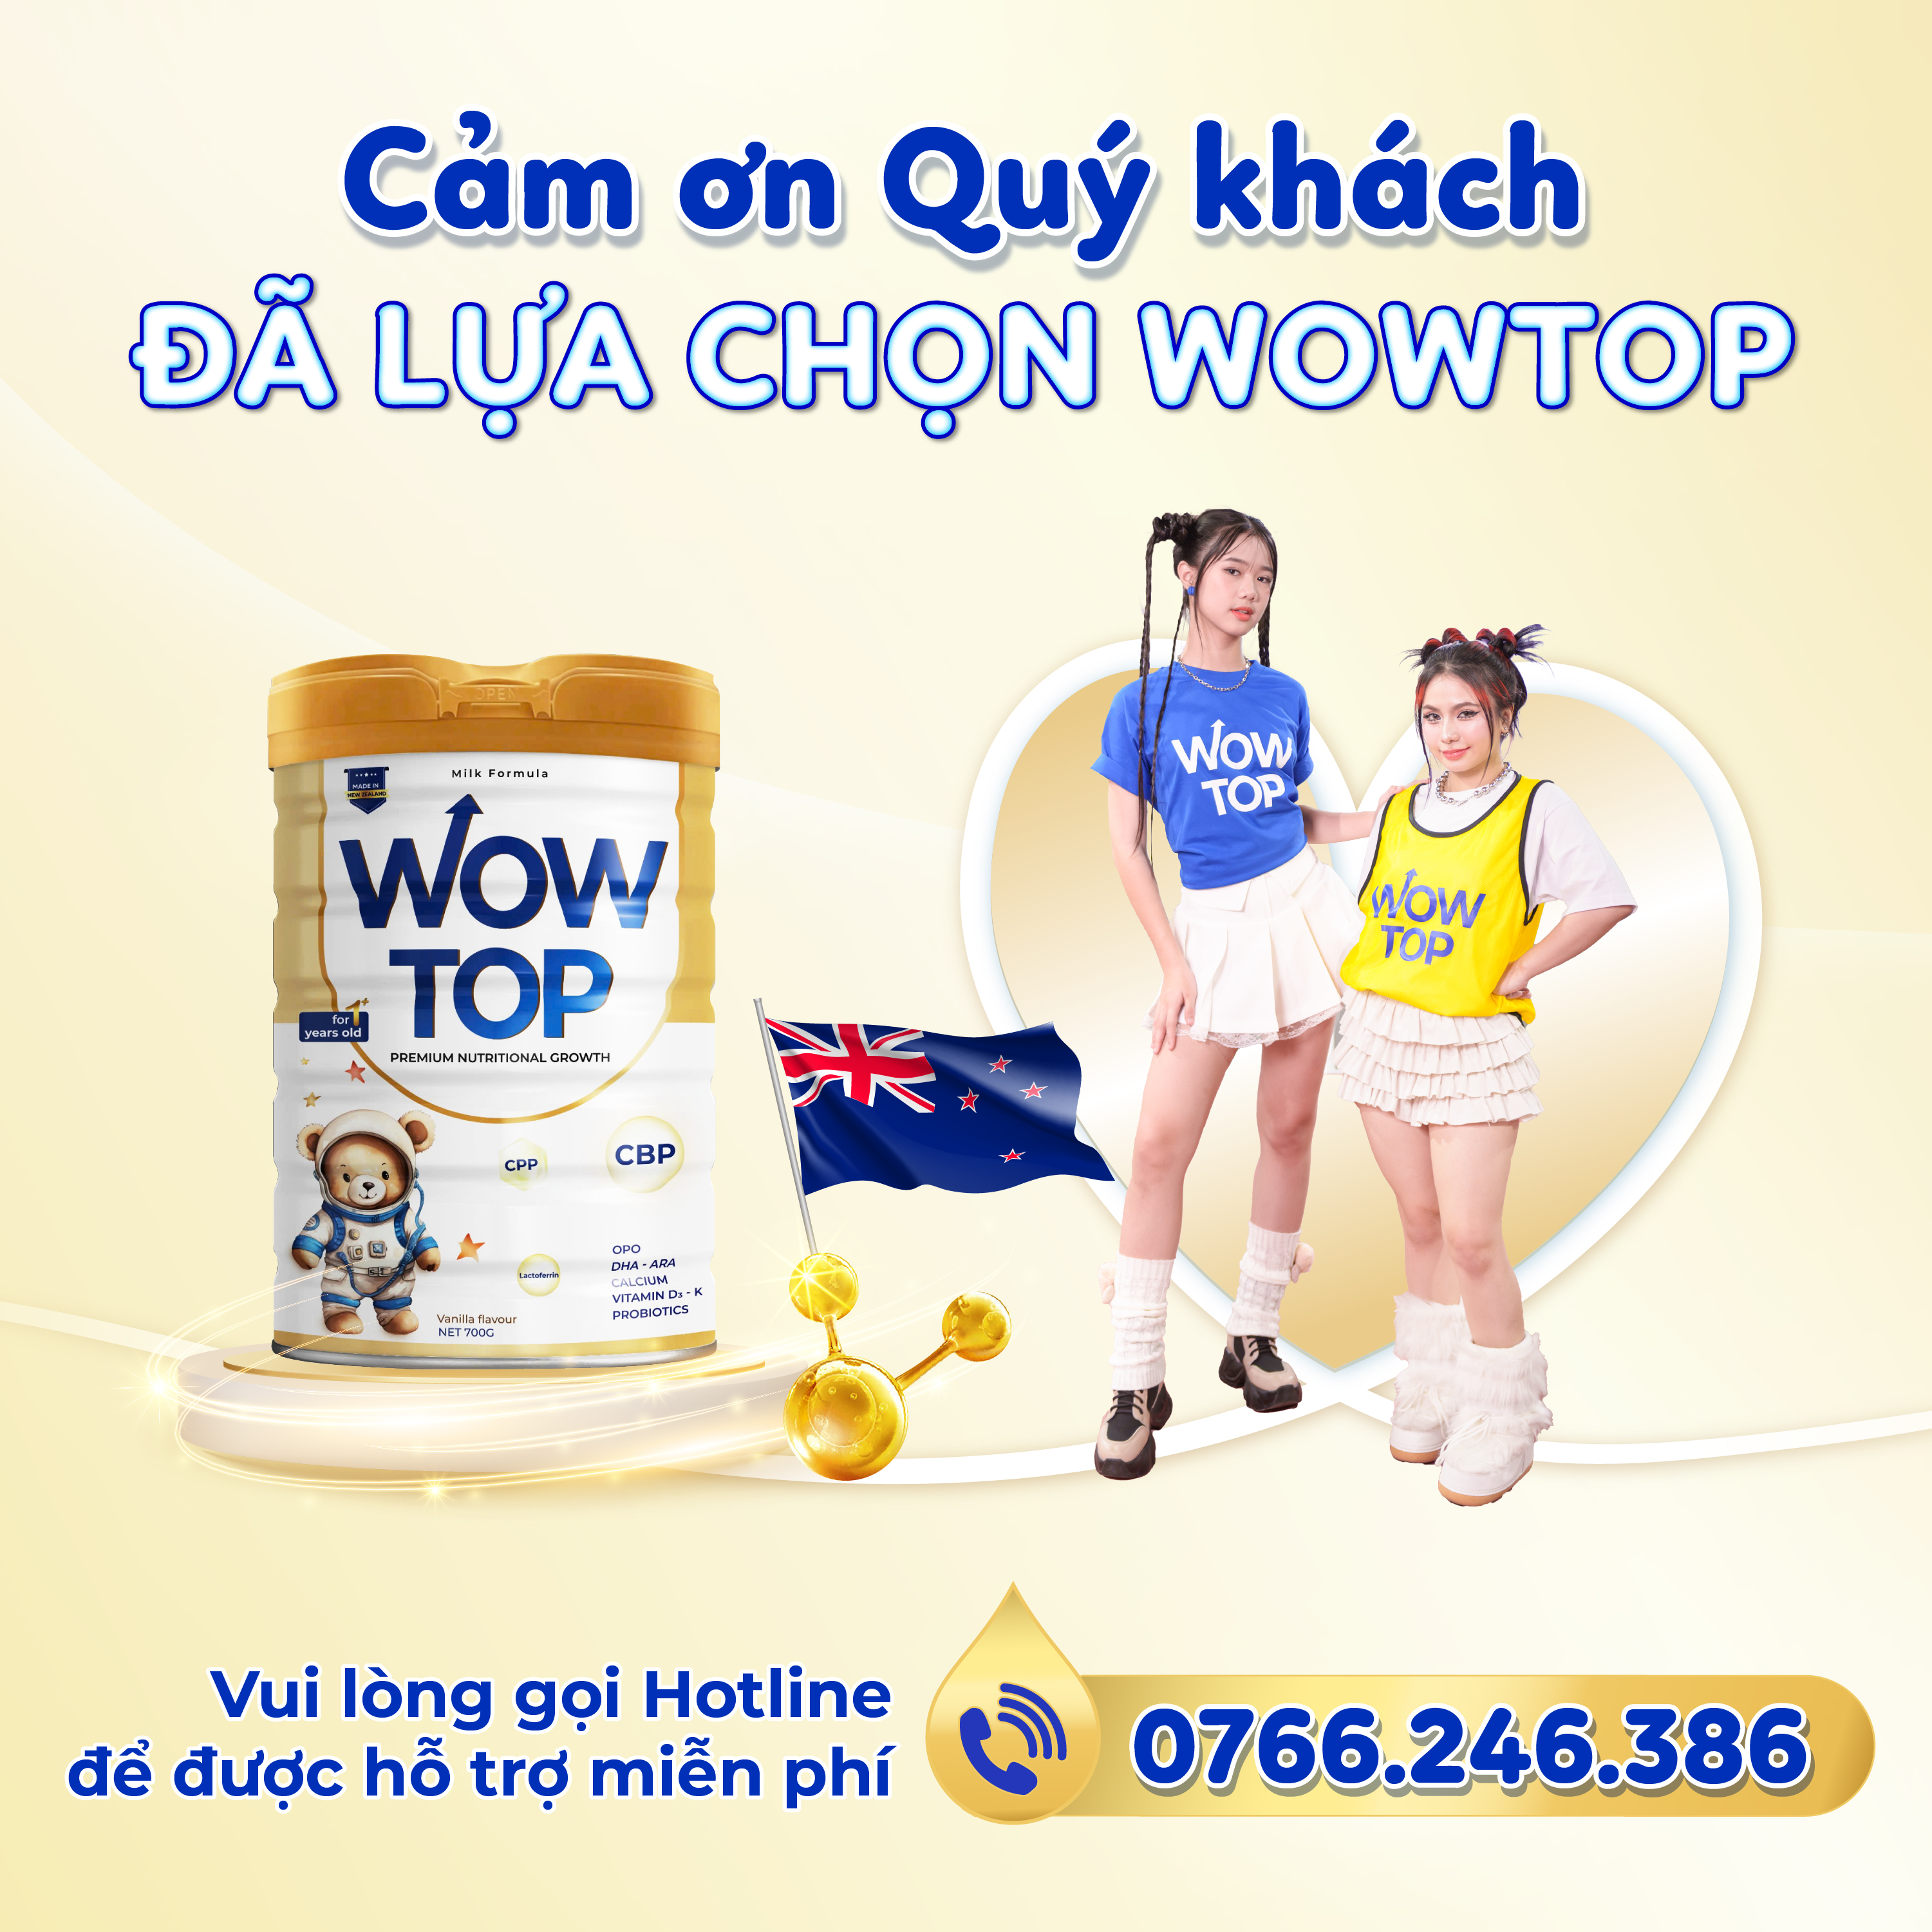 Cảm ơn Quý khách
ĐÃ LỰA CHỌN WOWTOP
OPEN
Milk Formula
MADE IN
NEW ZEALAND
WOW
TOP
for 1+
years old
PREMIUM NUTRITIONAL GROWTH
CPP
CBP
Lactoferrin
OPO
DHA - ARA
CALCIUM
VITAMIN D₃ - K
PROBIOTICS
Vanilla flavour
NET 700G
WOW
TOP
WOW
TOP
Vui lòng gọi Hotline
để được hỗ trợ miễn phí
0766.246.386